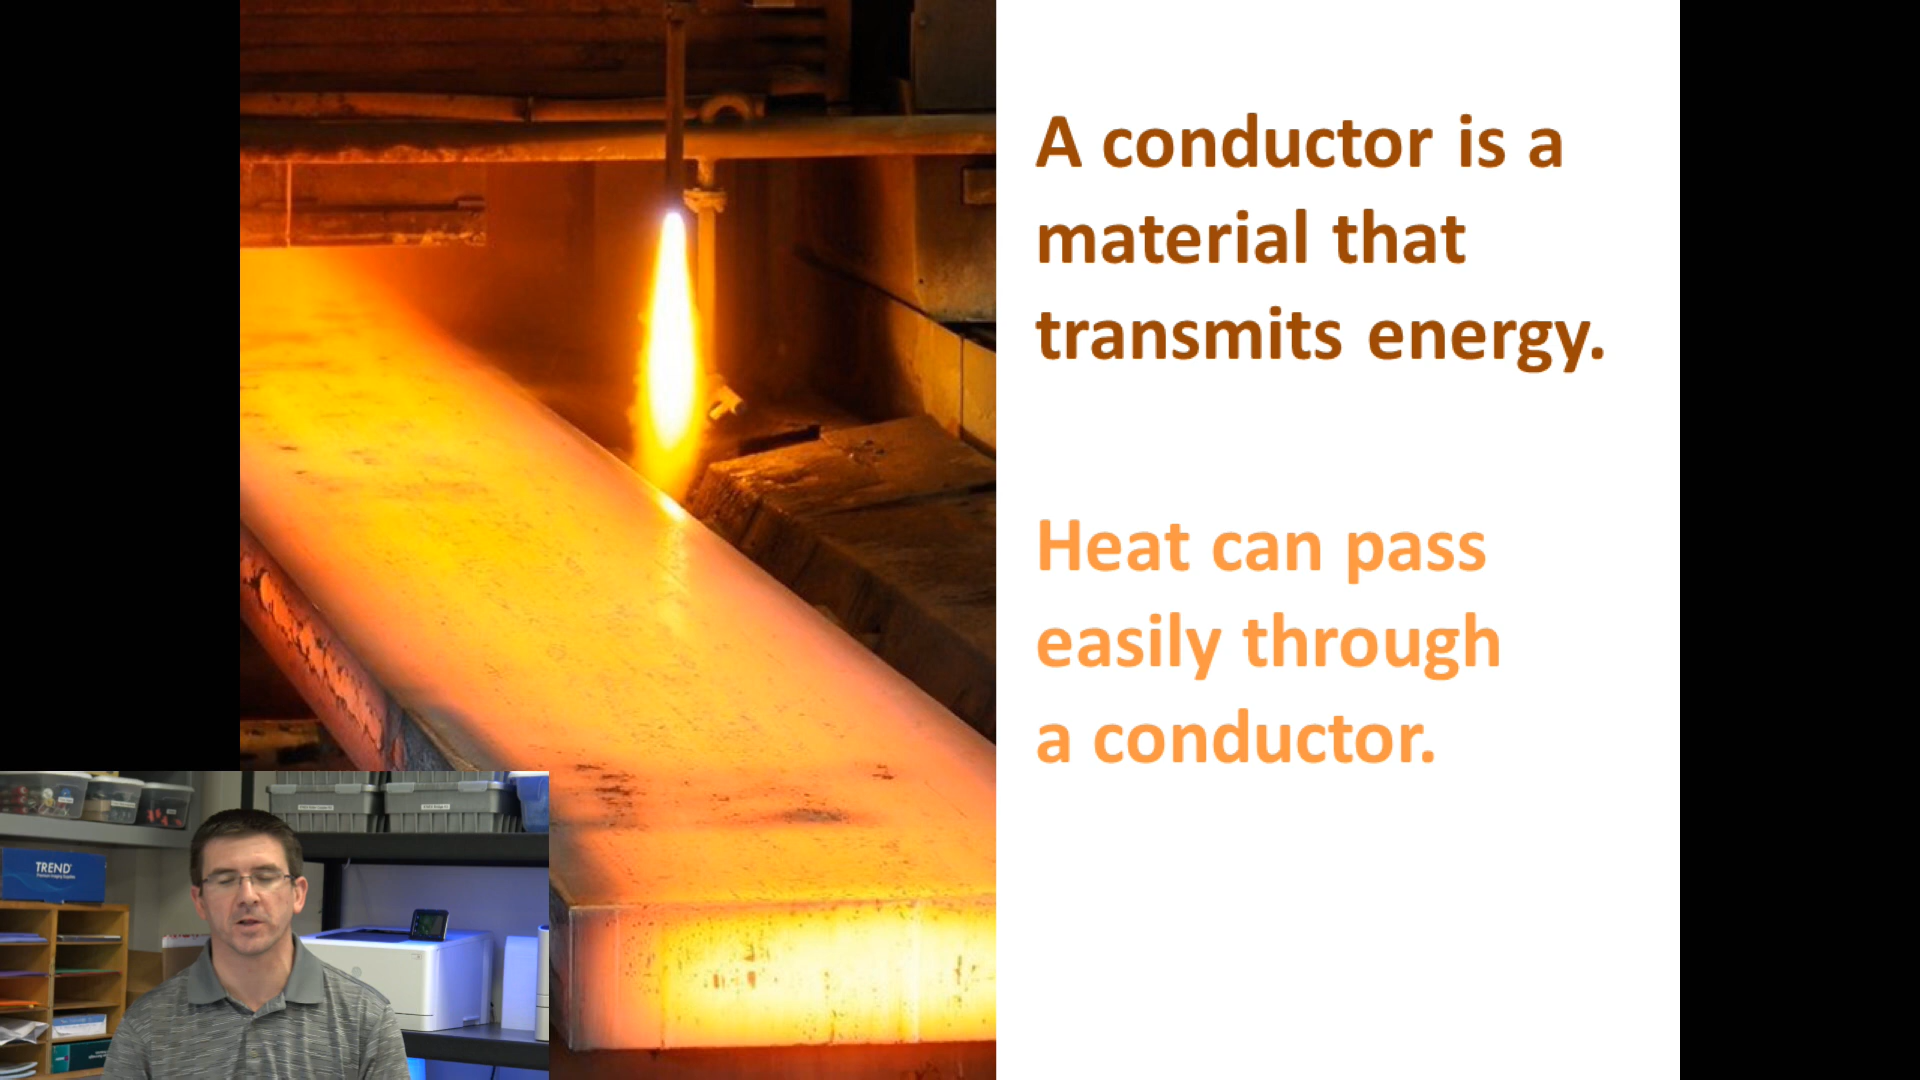 A conductor is a
material that
transmits energy.
Heat can pass
easily through
a conductor.
TREND